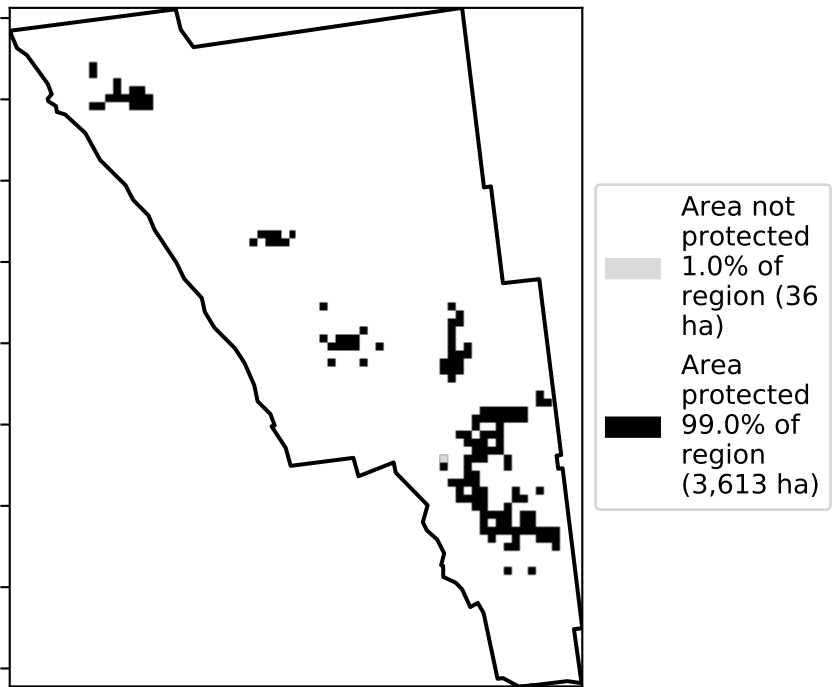 Area not
protected
1.0% of
region (36
ha)
Area
protected
99.0% of
region
(3,613 ha)